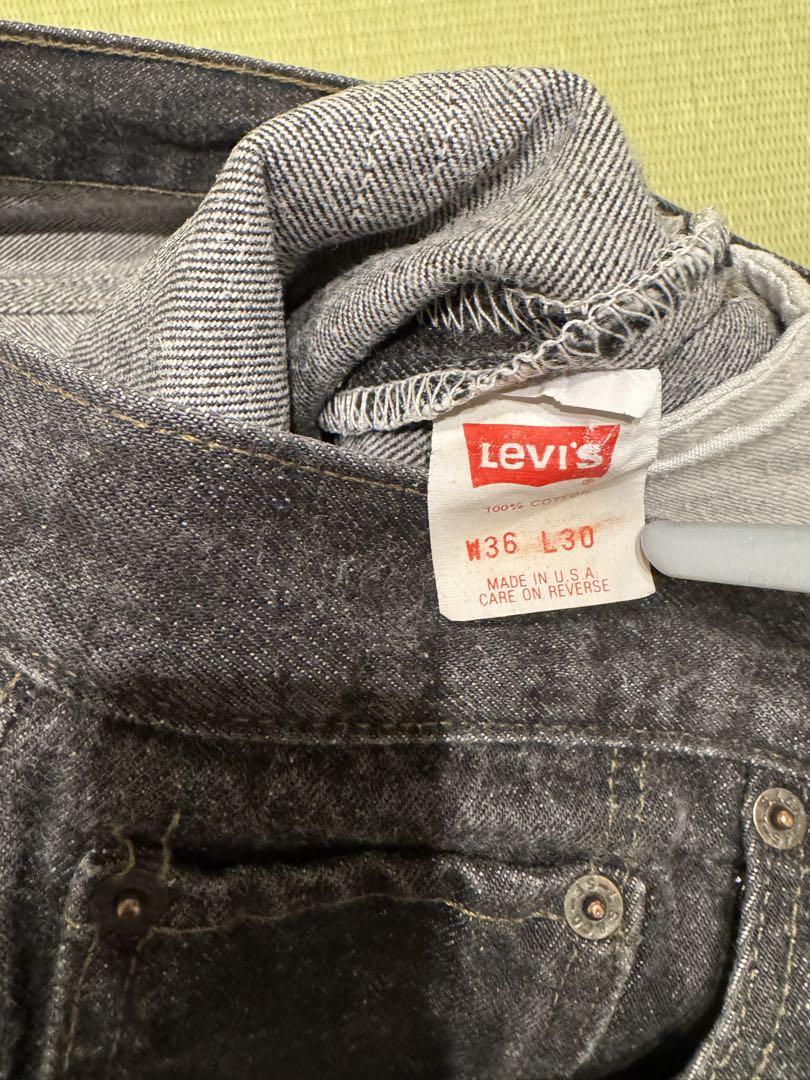 Levi's
®
100% COTTON
W36 L30
MADE IN U.S.A.
CARE ON REVERSE